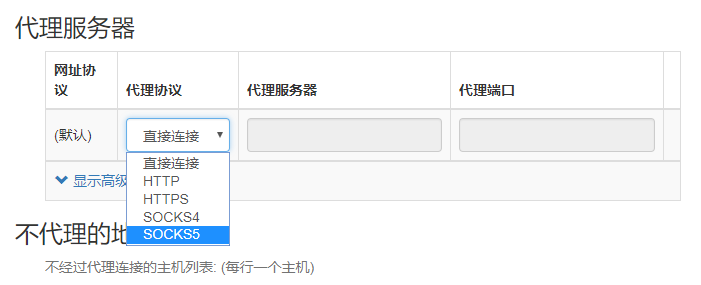 代理服务器
网址协议 代理协议 代理服务器 代理端口
(默认) 直接连接
直接连接
HTTP
显示高级
HTTPS
SOCKS4
SOCKS5
不代理的地
不经过代理连接的主机列表: (每行一个主机)